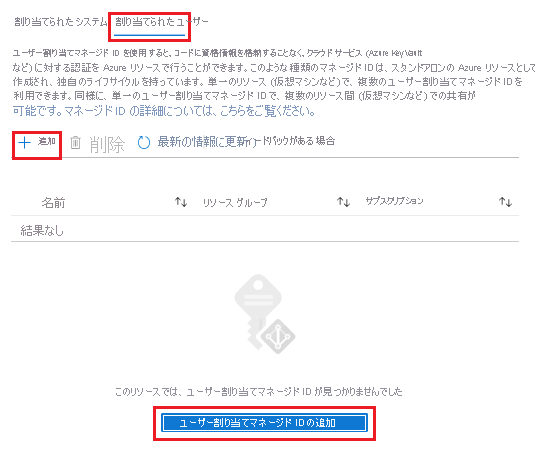 割り当てられたシステム 割り当てられたユーザー
ユーザー割り当てマネージド ID を使用すると、コードに資格情報を格納することなく、クラウド サービス (Azure Key Vault
など) に対する認証を Azure リソースで行うことができます。このような種類のマネージド ID は、スタンドアロンの Azure リソースとして
作成され、独自のライフサイクルを持っています。単一のリソース (仮想マシンなど) で、複数のユーザー割り当てマネージド ID を
利用できます。同様に、単一のユーザー割り当てマネージド ID で、複数のリソース間 (仮想マシンなど) での共有が
可能です。マネージド ID の詳細については、こちらをご覧ください。
追加 削除 最新の情報に更新 ードバックがある場合
名前 リソース グループ サブスクリプション
結果なし
このリソースでは、ユーザー割り当てマネージド ID が見つかりませんでした
ユーザー割り当てマネージド ID の追加